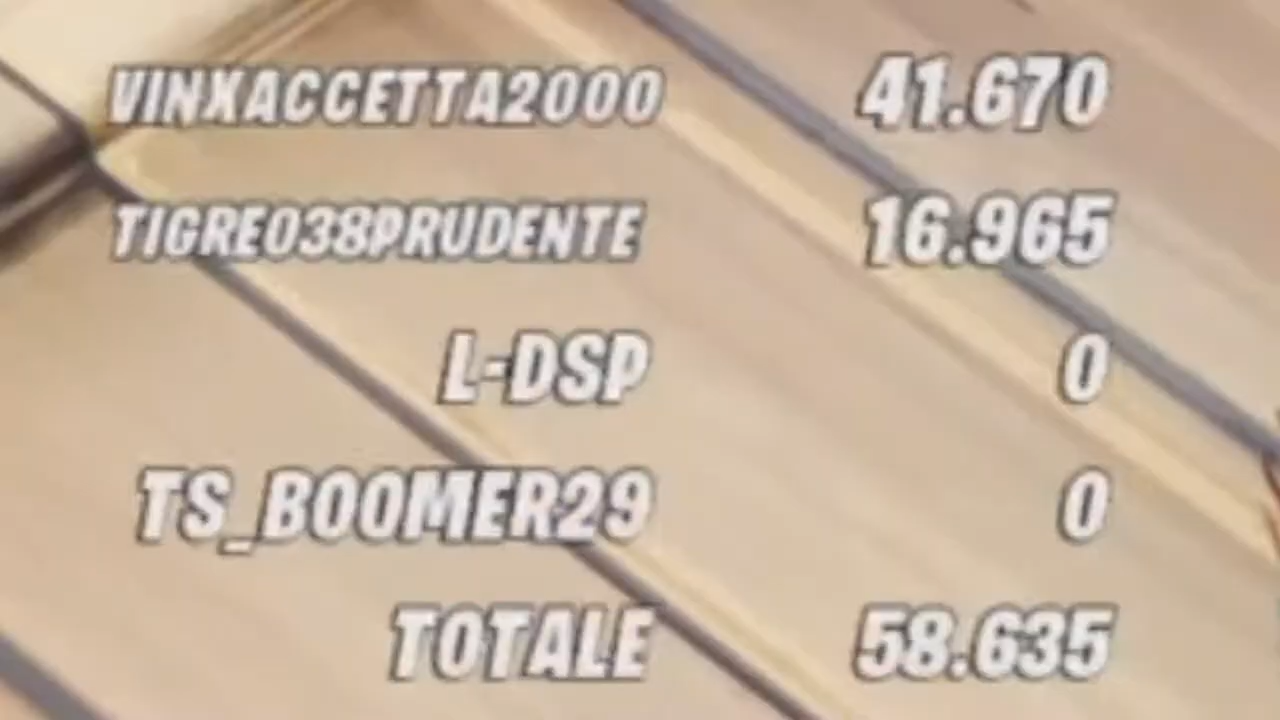 VINXACCETTA2000 41.670
TIGRE038PRUDENTE 16.965
L-DSP 0
TS_BOOMER29 0
TOTALE 58.635